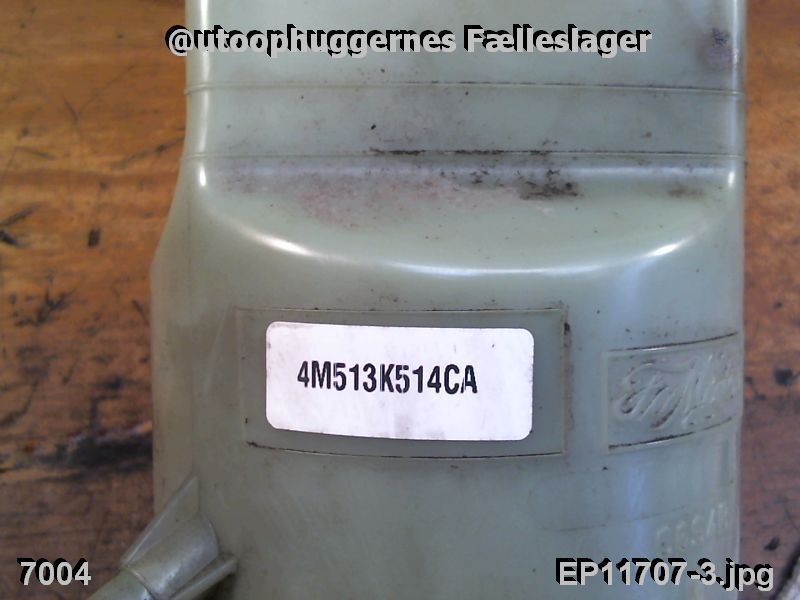 @utoophuggernes Fælleslager
4M513K514CA
7004
EP11707-3.jpg